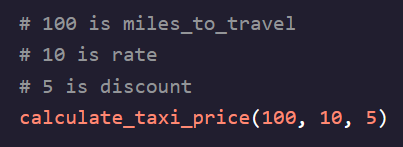 # 100 is miles_to_travel
# 10 is rate
# 5 is discount
calculate_taxi_price(100, 10, 5)